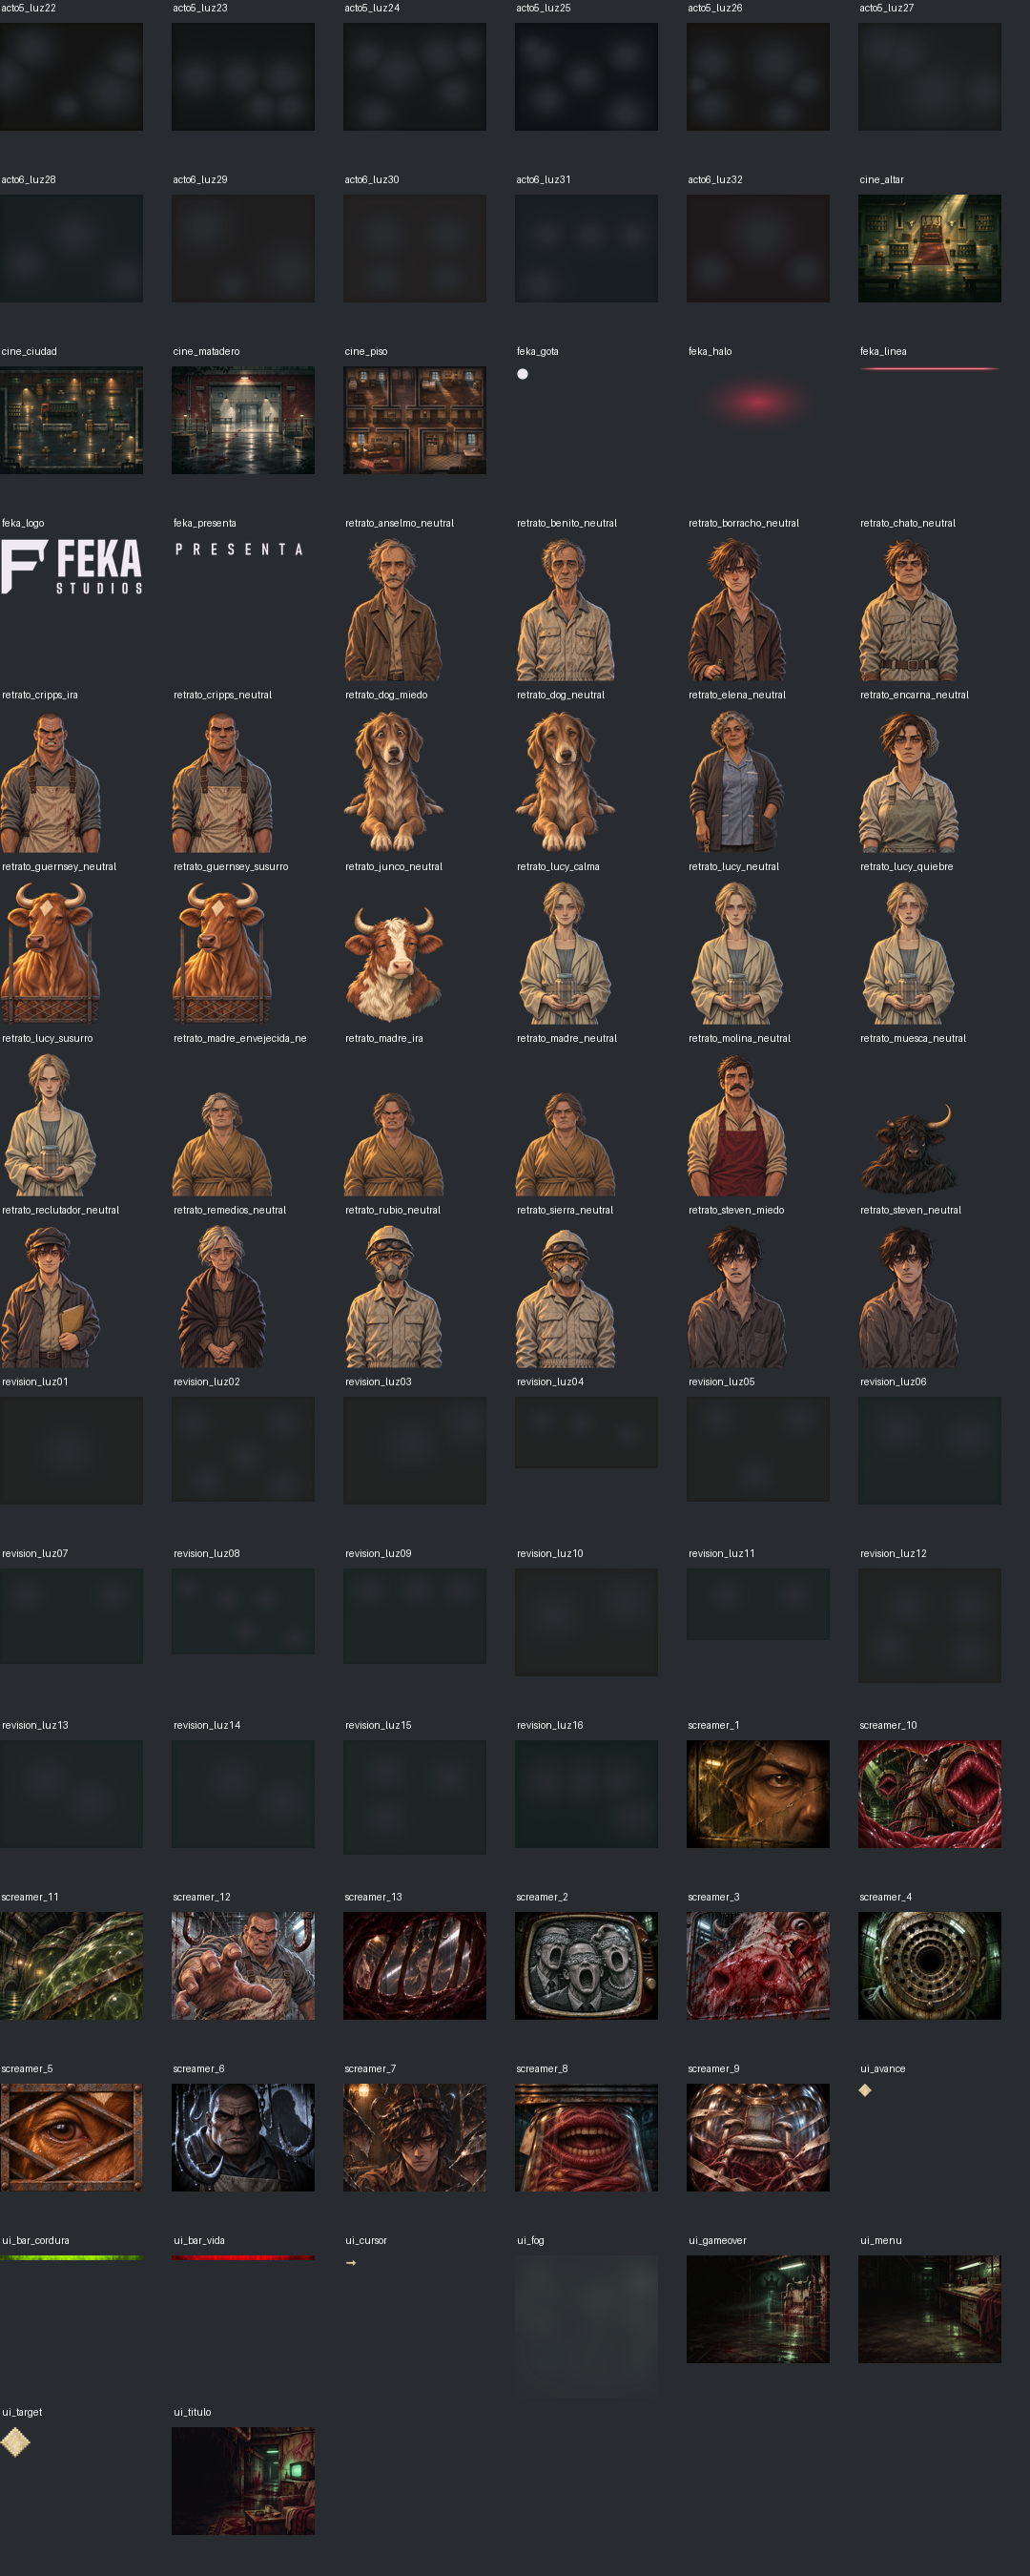 acto5_luz22 acto5_luz23 acto5_luz24 acto5_luz25 acto5_luz26 acto5_luz27
acto6_luz28 acto6_luz29 acto6_luz30 acto6_luz31 acto6_luz32 cine_altar
cine_ciudad cine_matadero cine_piso feka_gota feka_halo feka_linea
feka_logo feka_presenta retrato_anselmo_neutral retrato_benito_neutral retrato_borracho_neutral retrato_chato_neutral
FEKA
STUDIOS
PRESENTA
retrato_cripps_ira retrato_cripps_neutral retrato_dog_miedo retrato_dog_neutral retrato_elena_neutral retrato_encarna_neutral
retrato_guernsey_neutral retrato_guernsey_susurro retrato_junco_neutral retrato_lucy_calma retrato_lucy_neutral retrato_lucy_quiebre
retrato_lucy_susurro retrato_madre_envejecida_ne retrato_madre_ira retrato_madre_neutral retrato_molina_neutral retrato_muesca_neutral
retrato_reclutador_neutral retrato_remedios_neutral retrato_rubio_neutral retrato_sierra_neutral retrato_steven_miedo retrato_steven_neutral
revision_luz01 revision_luz02 revision_luz03 revision_luz04 revision_luz05 revision_luz06
revision_luz07 revision_luz08 revision_luz09 revision_luz10 revision_luz11 revision_luz12
revision_luz13 revision_luz14 revision_luz15 revision_luz16 screamer_1 screamer_10
screamer_11 screamer_12 screamer_13 screamer_2 screamer_3 screamer_4
screamer_5 screamer_6 screamer_7 screamer_8 screamer_9 ui_avance
ui_bar_cordura ui_bar_vida ui_cursor ui_fog ui_gameover ui_menu
ui_target ui_titulo